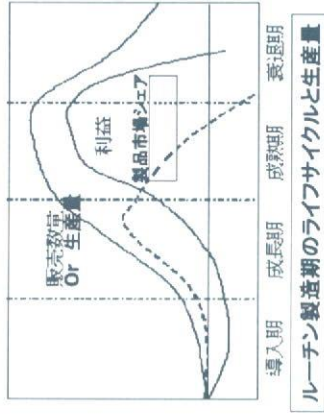 販売数量
Or 生産量
利益
製品市場シェア
導入期 成長期 成熟期 衰退期
ルーチン製造期のライフサイクルと生産量